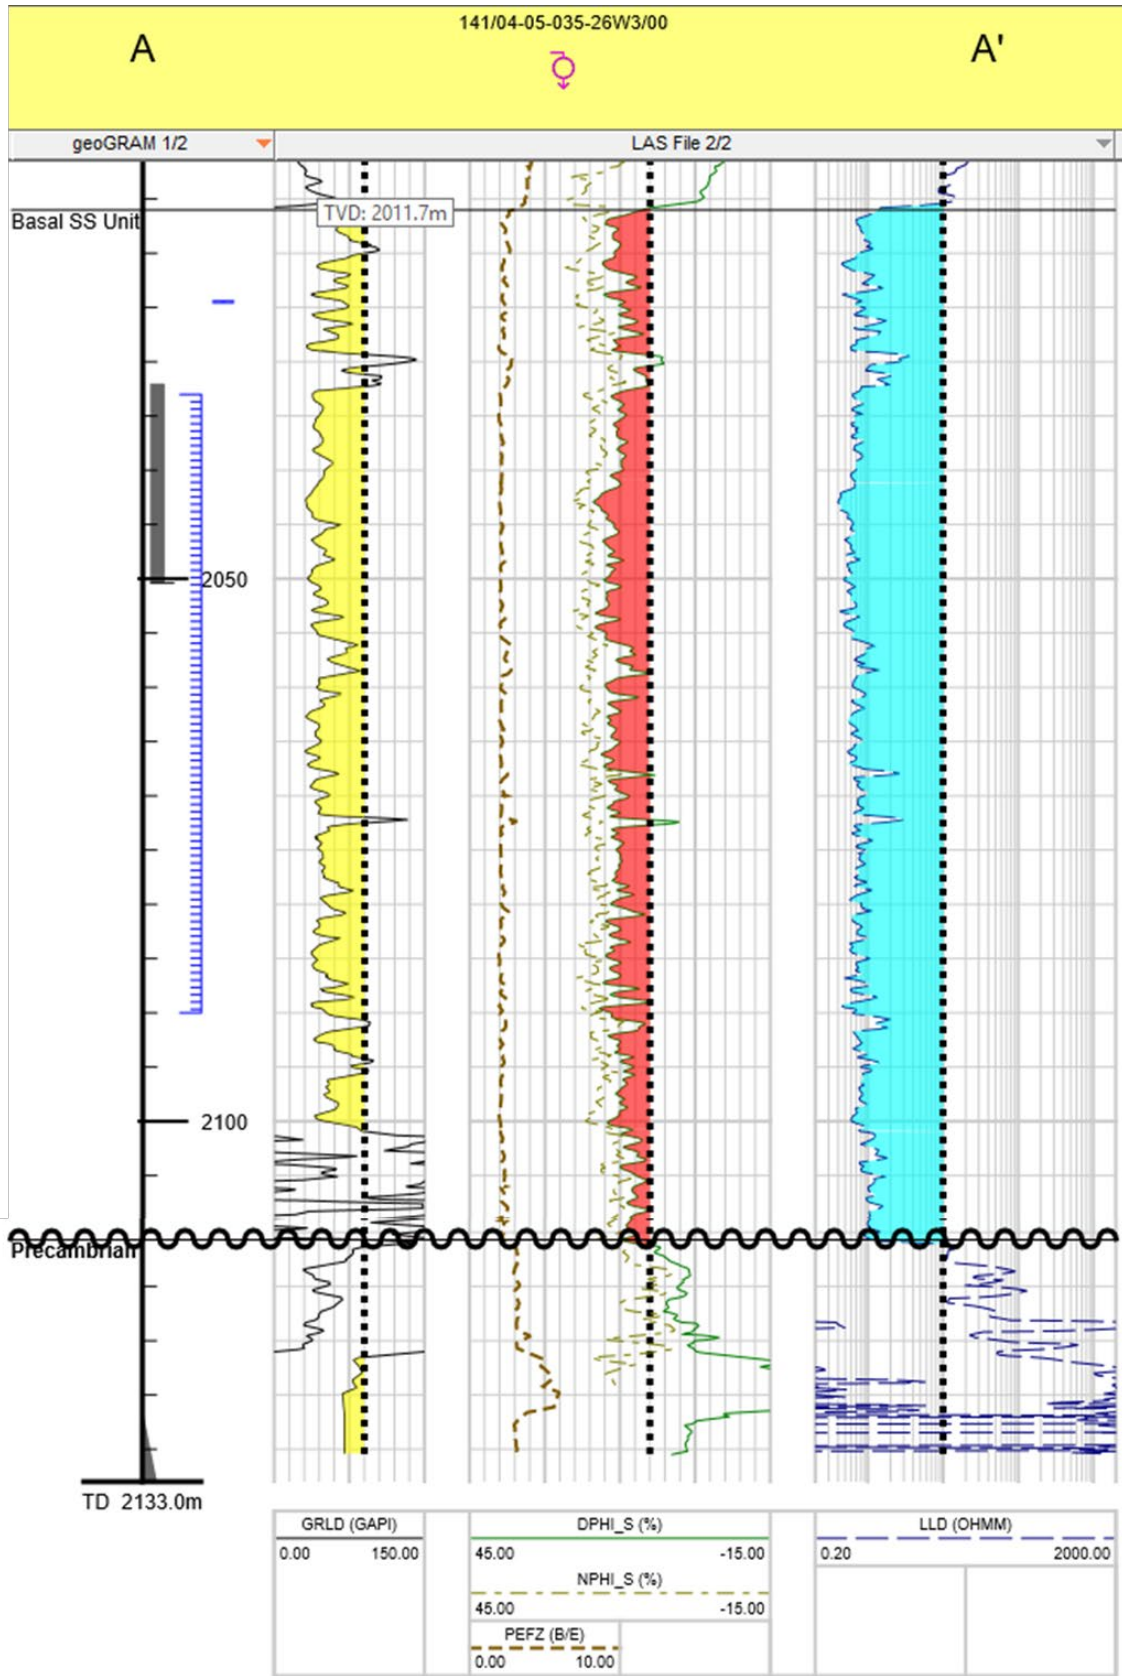 141/04-05-035-26W3/00
A
A'
geoGRAM 1/2
LAS File 2/2
TVD: 2011.7m
Basal SS Unit
2050
2100
Precambrian
TD 2133.0m
GRLD (GAPI)
0.00 150.00
DPHI_S (%)
45.00 -15.00
NPHI_S (%)
45.00 -15.00
PEFZ (B/E)
0.00 10.00
LLD (OHMM)
0.20 2000.00